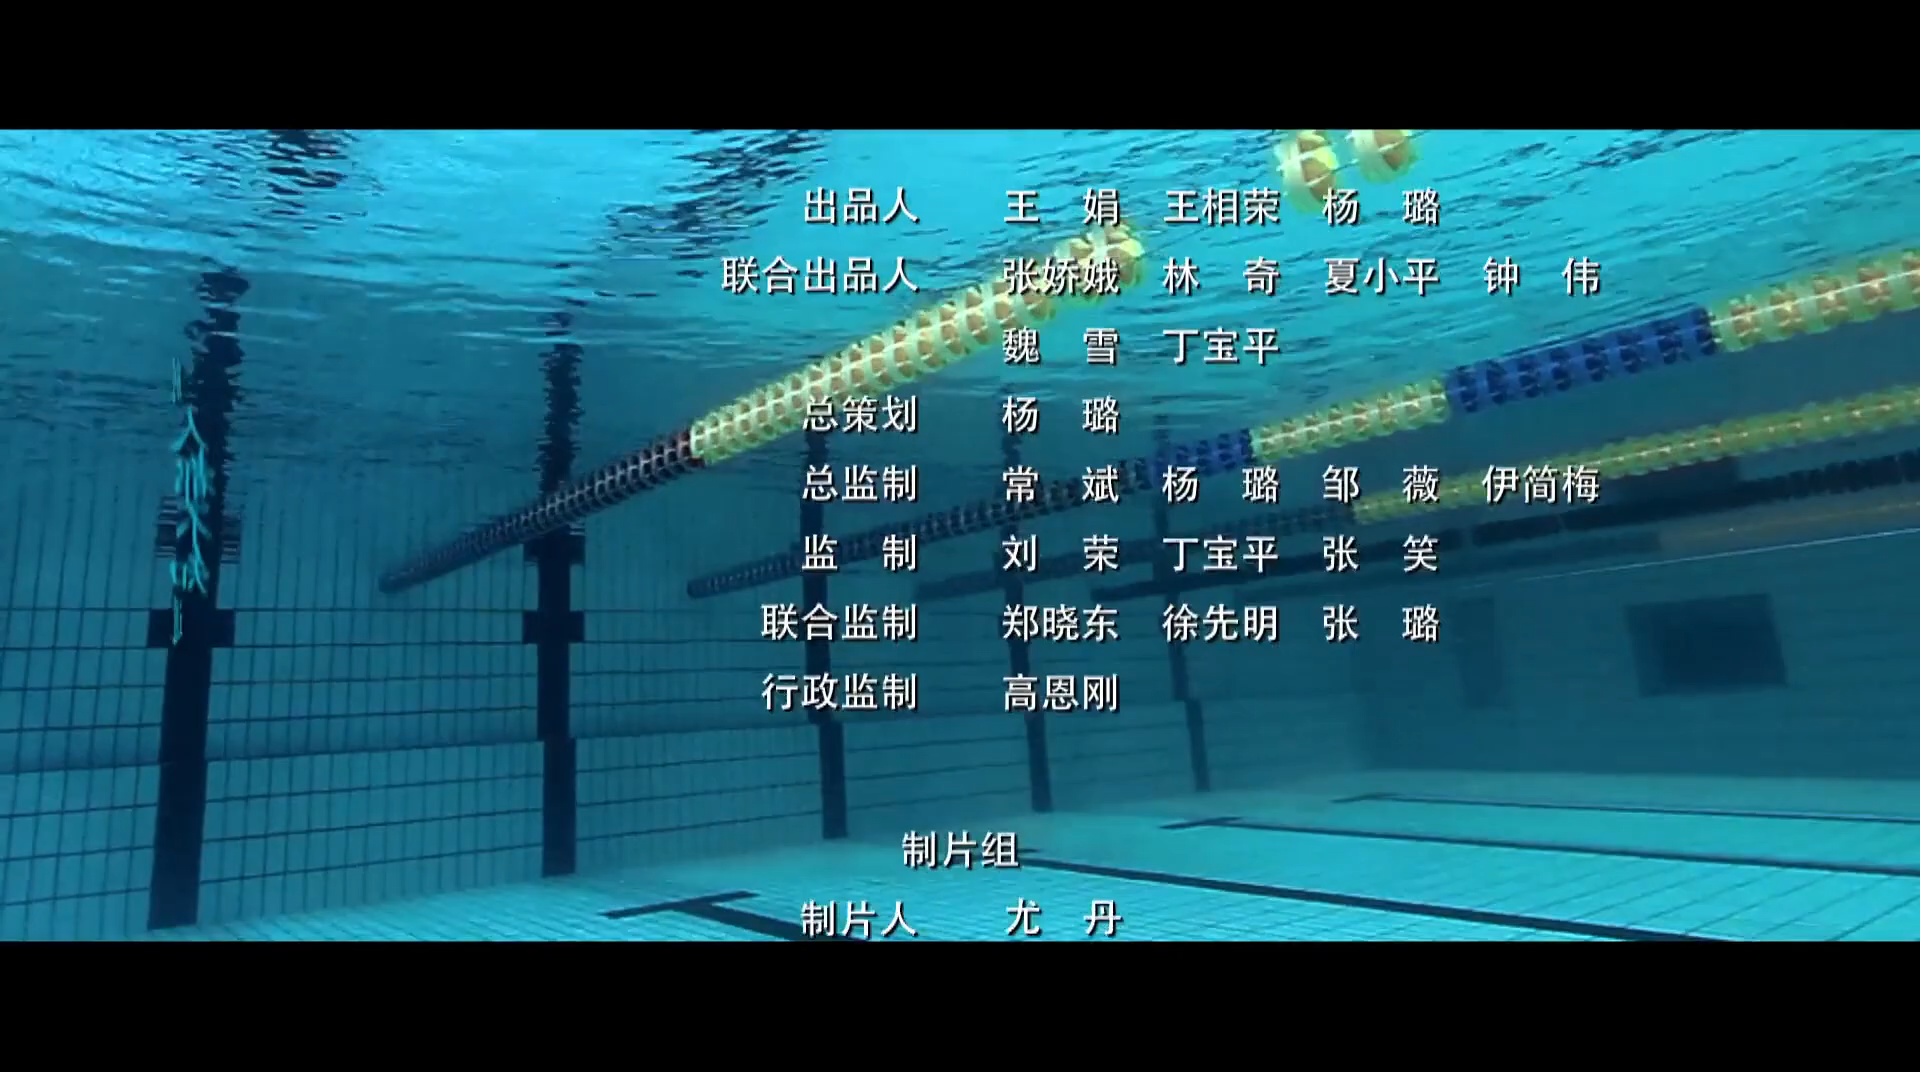 出品人 王 娟 王相荣 杨 璐
联合出品人 张娇娥 林 奇 夏小平 钟 伟
魏 雪 丁宝平
总策划 杨 璐
总监制 常 斌 杨 璐 邹 薇 伊简梅
监 制 刘 荣 丁宝平 张 笑
联合监制 郑晓东 徐先明 张 璐
行政监制 高恩刚
制片组
制片人 尤 丹